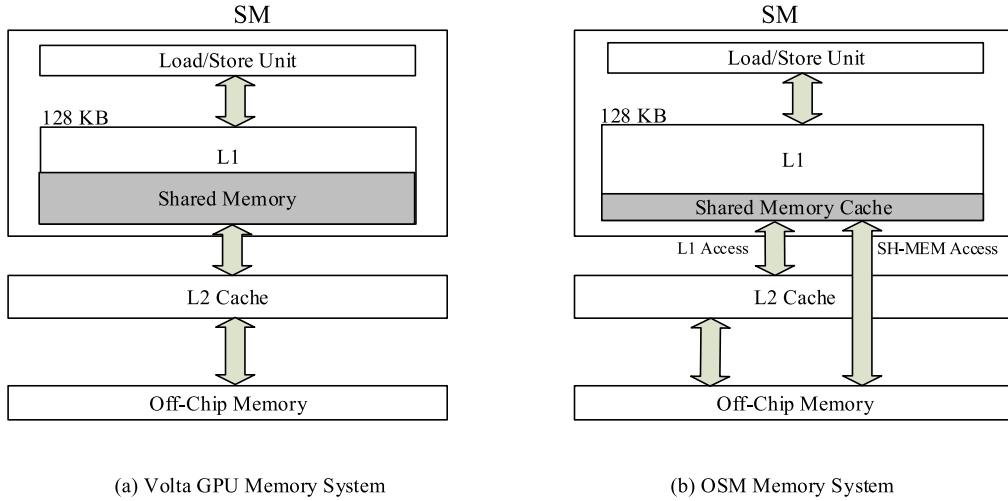 SM
Load/Store Unit
128 KB
L1
Shared Memory
L2 Cache
Off-Chip Memory
(a) Volta GPU Memory System
SM
Load/Store Unit
128 KB
L1
Shared Memory Cache
L1 Access
SH-MEM Access
L2 Cache
Off-Chip Memory
(b) OSM Memory System